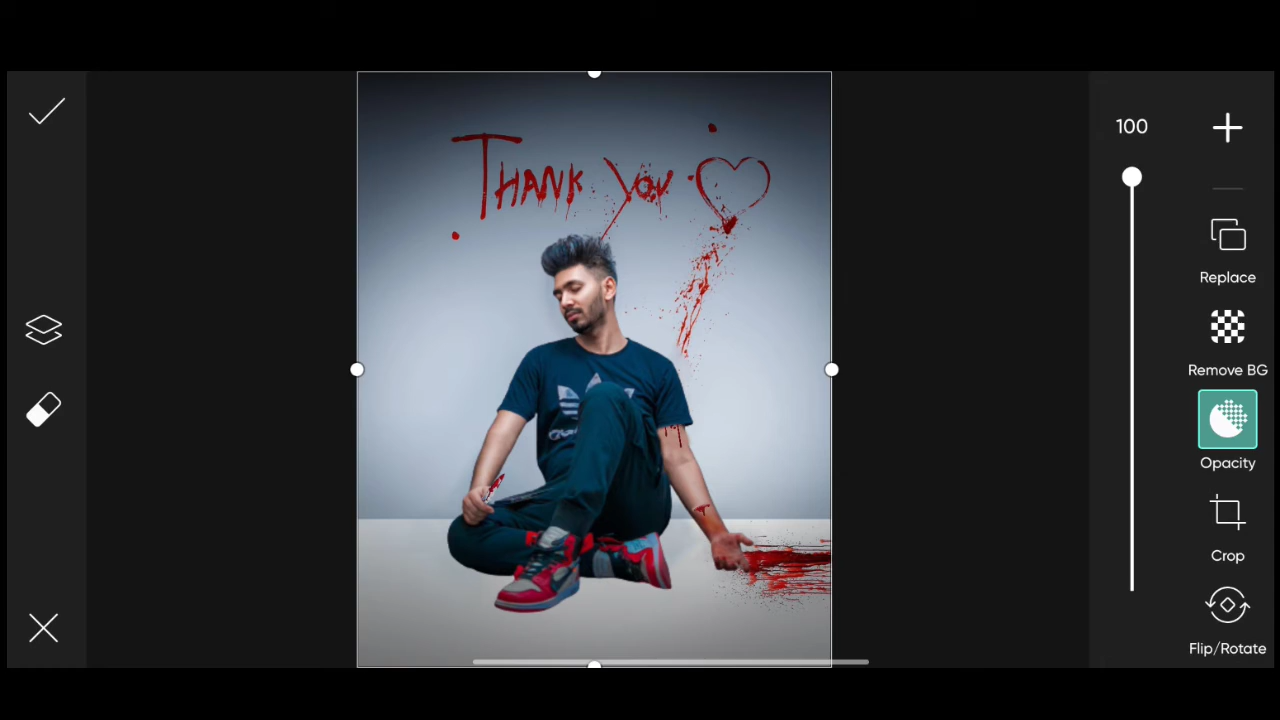 100
Replace
Remove BG
Opacity
Crop
Flip/Rotate
THANK YOU